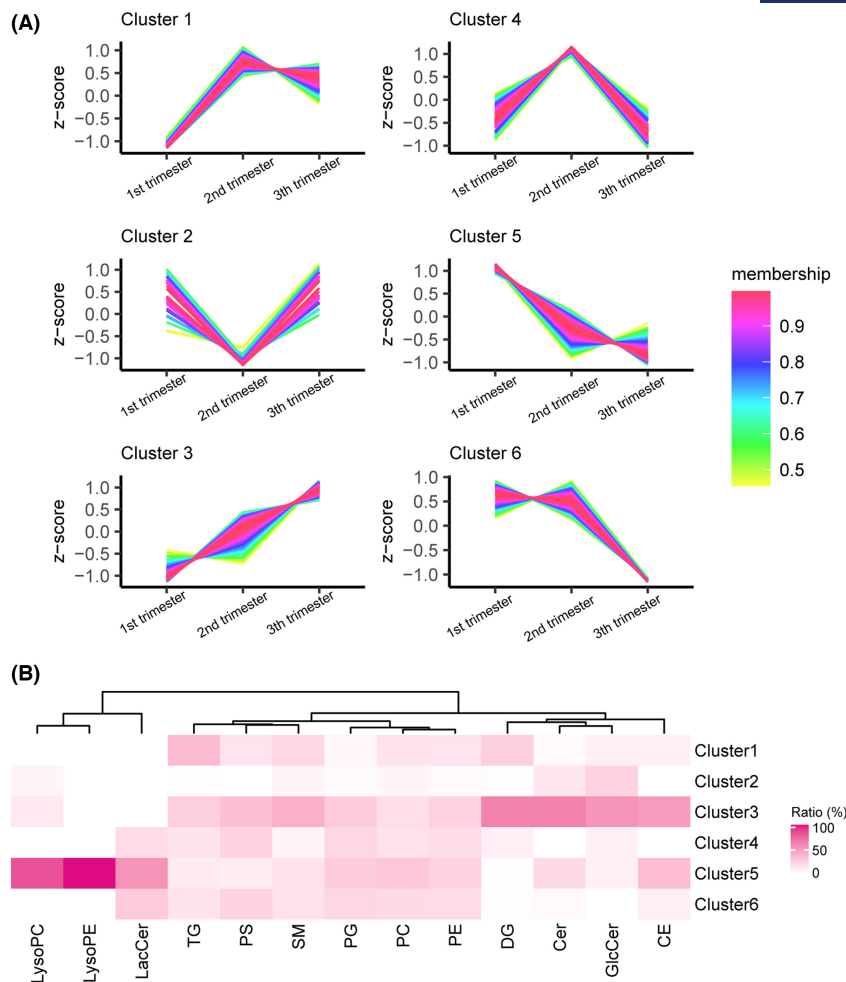 (A)
Cluster 1
z-score
1.0
0.5
0.0
−0.5
−1.0
1st trimester
2nd trimester
3th trimester
Cluster 4
z-score
1.0
0.5
0.0
−0.5
−1.0
1st trimester
2nd trimester
3th trimester
Cluster 2
z-score
1.0
0.5
0.0
−0.5
−1.0
1st trimester
2nd trimester
3th trimester
Cluster 5
z-score
1.0
0.5
0.0
−0.5
−1.0
1st trimester
2nd trimester
3th trimester
membership
0.9
0.8
0.7
0.6
0.5
Cluster 3
z-score
1.0
0.5
0.0
−0.5
−1.0
1st trimester
2nd trimester
3th trimester
Cluster 6
z-score
1.0
0.5
0.0
−0.5
−1.0
1st trimester
2nd trimester
3th trimester
(B)
Cluster1
Cluster2
Cluster3
Cluster4
Cluster5
Cluster6
LysoPC
LysoPE
LacCer
TG
PS
SM
PG
PC
PE
DG
Cer
GlcCer
CE
Ratio (%)
100
50
0